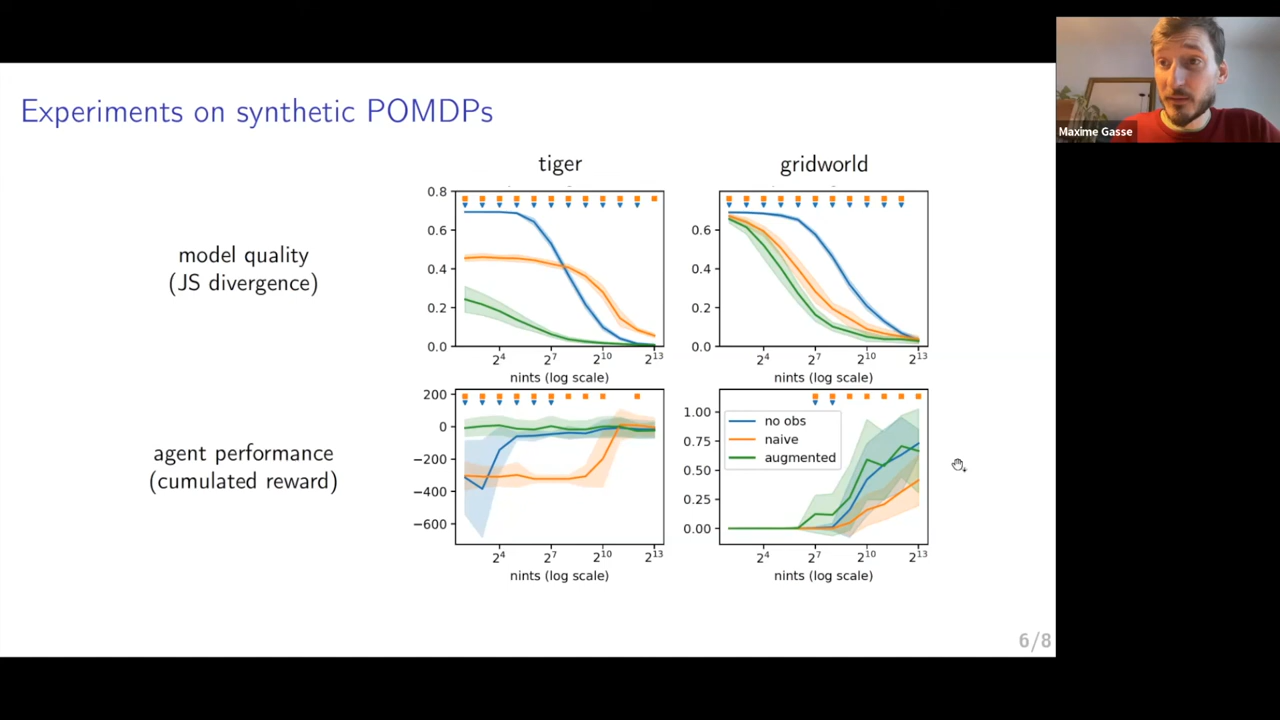 Experiments on synthetic POMDPs
Maxime Gasse
tiger
gridworld
model quality
(JS divergence)
0.8
0.6
0.4
0.2
0.0
2^4
2^7
2^10
2^13
nints (log scale)
0.6
0.4
0.2
0.0
2^4
2^7
2^10
2^13
nints (log scale)
agent performance
(cumulated reward)
200
0
−200
−400
−600
2^4
2^7
2^10
2^13
nints (log scale)
1.00
0.75
0.50
0.25
0.00
no obs
naive
augmented
2^4
2^7
2^10
2^13
nints (log scale)
6/8